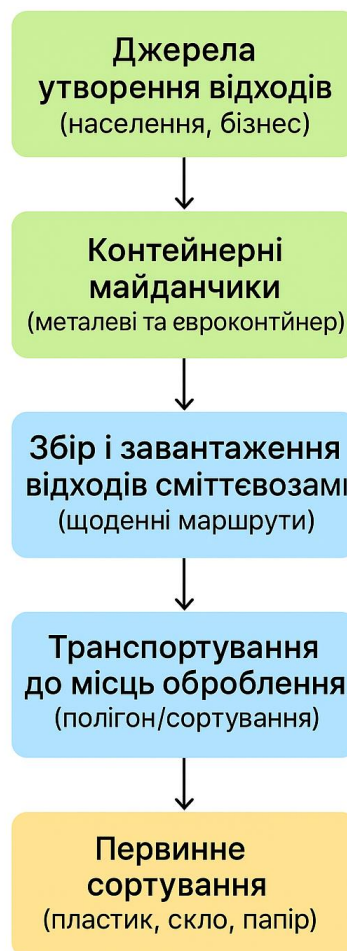 Джерела
утворення відходів
(населення, бізнес)
Контейнерні
майданчики
(металеві та євроконтйнер)
Збір і завантаження
відходів сміттєвозамі
(щоденні маршрути)
Транспортування
до місць оброблення
(полігон/сортування)
Первинне
сортування
(пластик, скло, папір)